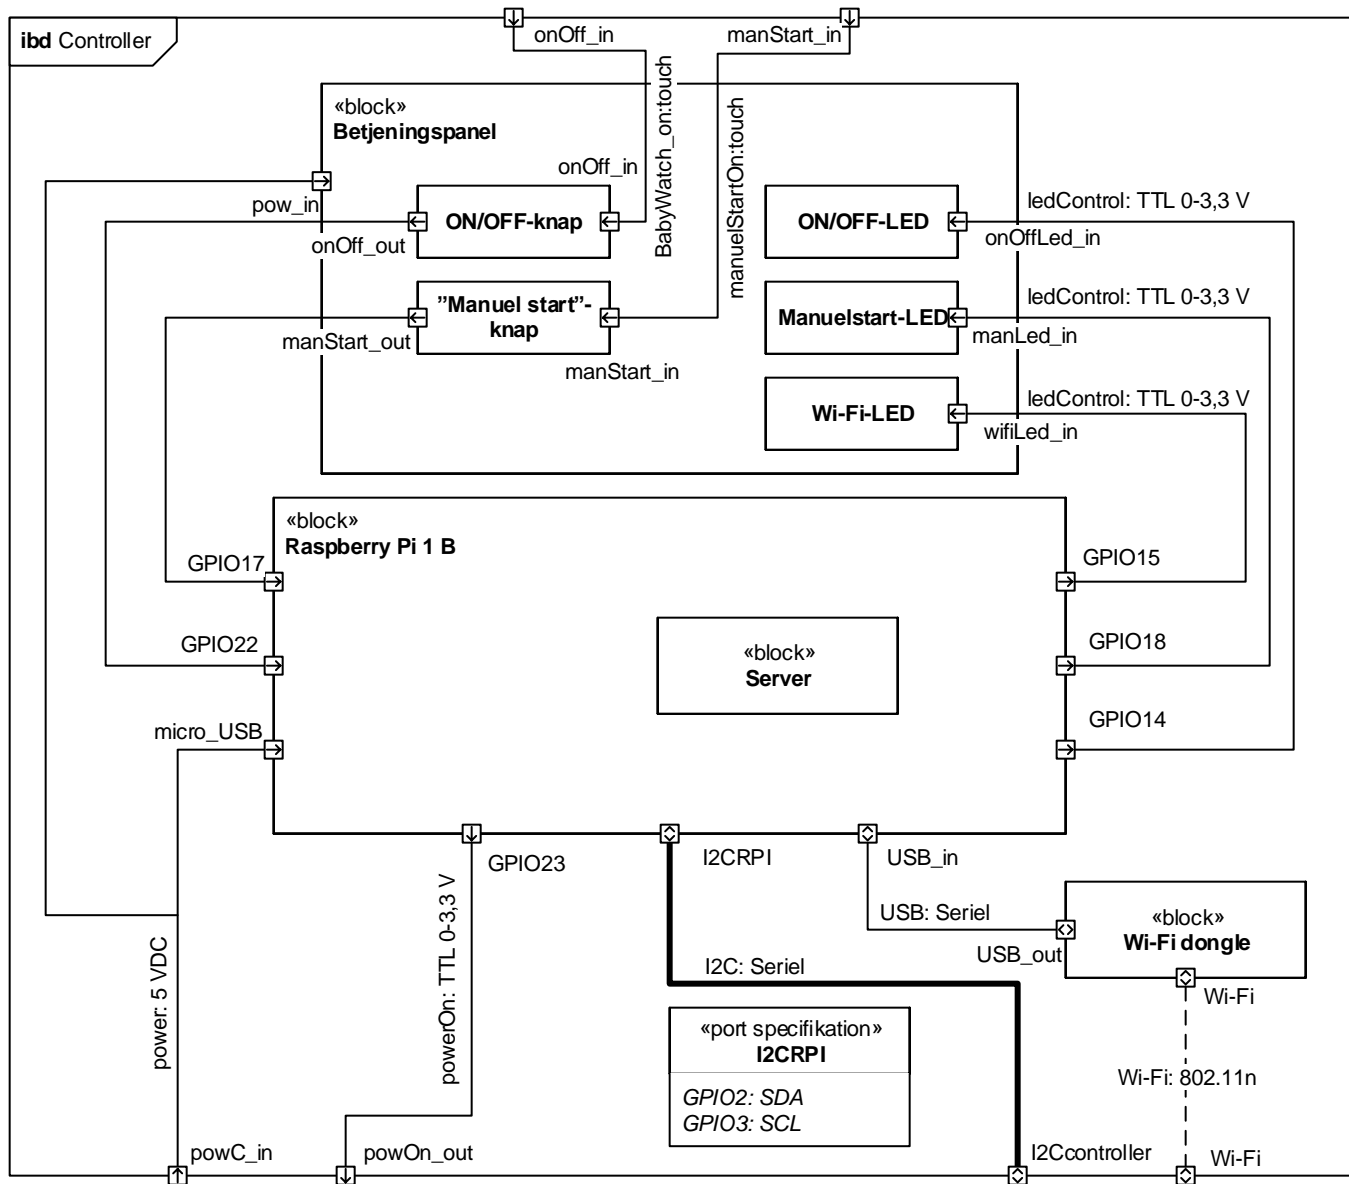 ibd Controller
onOff_in
manStart_in
BabyWatch_on:touch
manuelStartOn:touch
«block»
Betjeningspanel
onOff_in
pow_in
ON/OFF-knap
onOff_out
ON/OFF-LED
ledControl: TTL 0-3,3 V
onOffLed_in
”Manuel start”-
knap
manStart_out
manStart_in
Manuelstart-LED
ledControl: TTL 0-3,3 V
manLed_in
Wi-Fi-LED
ledControl: TTL 0-3,3 V
wifiLed_in
«block»
Raspberry Pi 1 B
GPIO17
GPIO15
GPIO22
«block»
Server
GPIO18
micro_USB
GPIO14
GPIO23
I2CRPI
USB_in
power: 5 VDC
powerOn: TTL 0-3,3 V
USB: Seriel
USB_out
«block»
Wi-Fi dongle
I2C: Seriel
Wi-Fi
«port specifikation»
I2CRPI
GPIO2: SDA
GPIO3: SCL
Wi-Fi: 802.11n
powC_in
powOn_out
I2Ccontroller
Wi-Fi